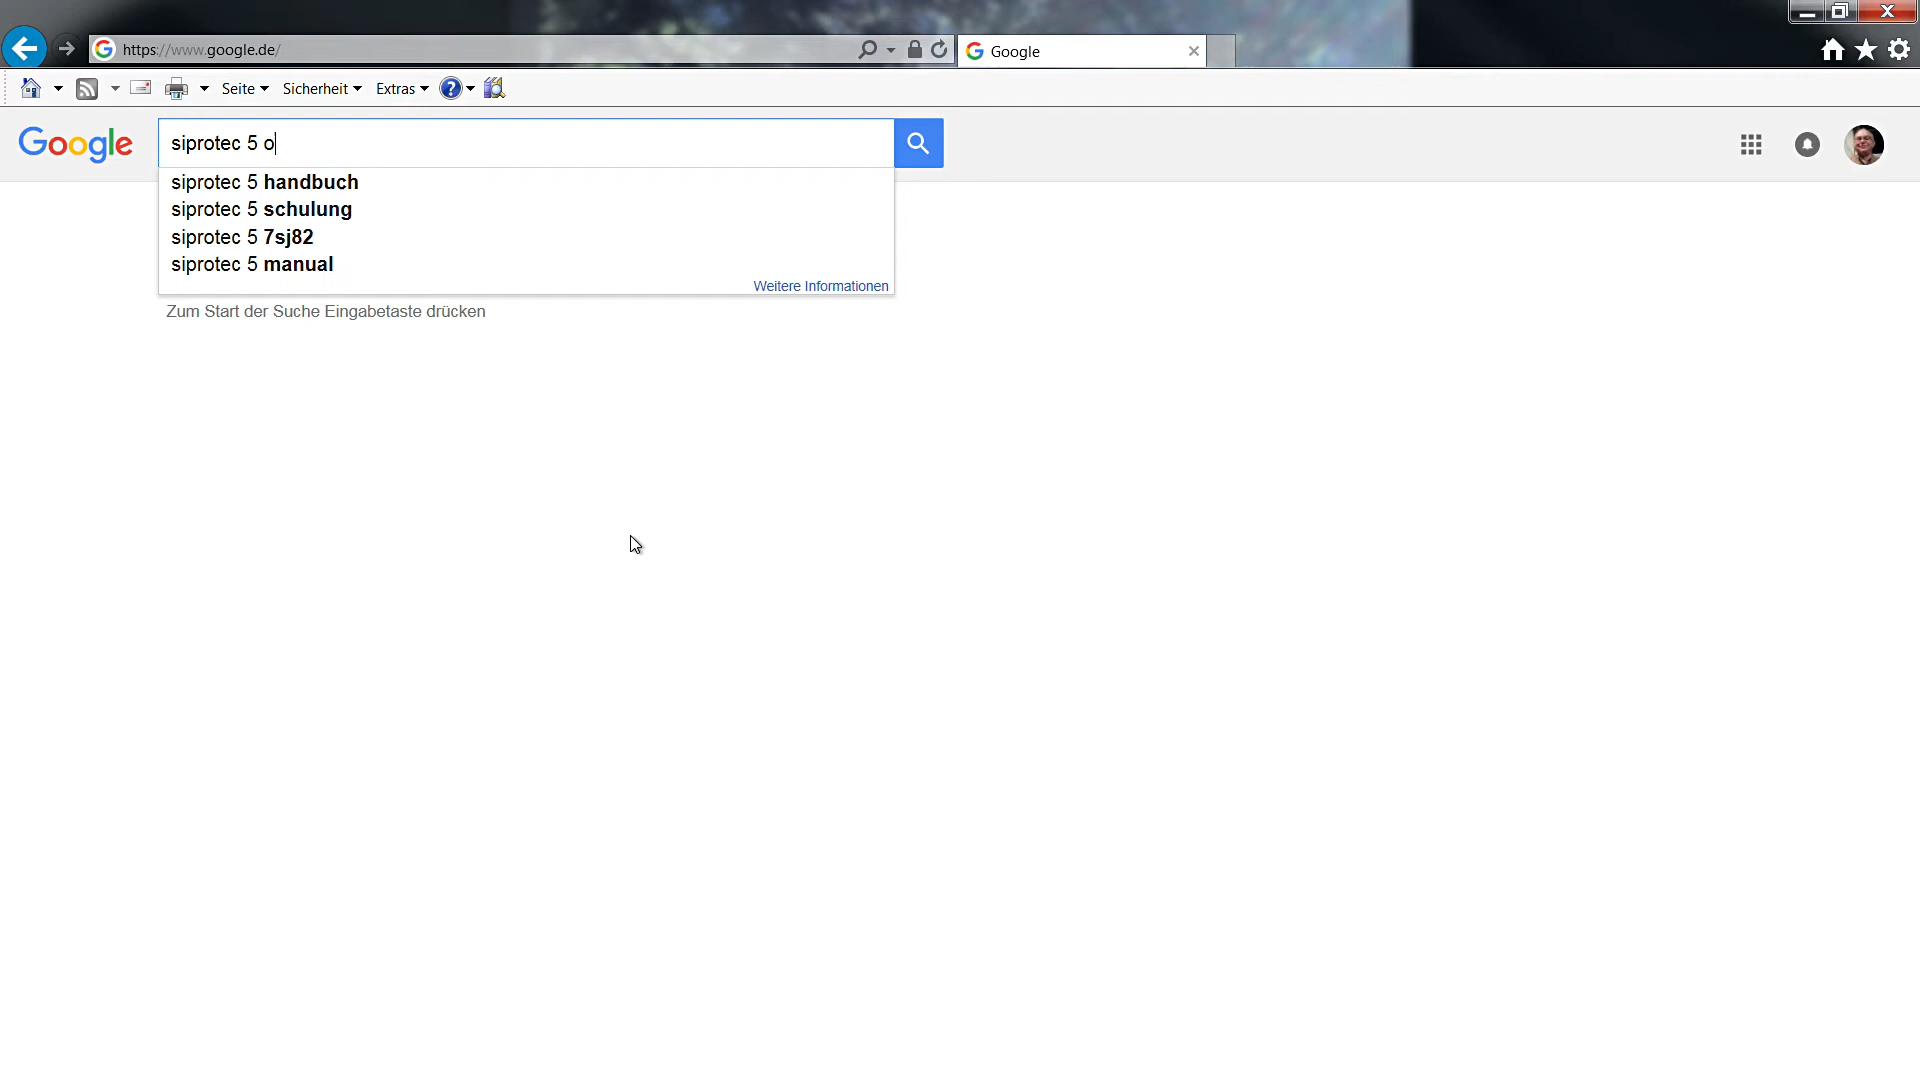 https://www.google.de/
Google
Seite
Sicherheit
Extras
Google
siprotec 5 o
siprotec 5 handbuch
siprotec 5 schulung
siprotec 5 7sj82
siprotec 5 manual
Weitere Informationen
Zum Start der Suche Eingabetaste drücken